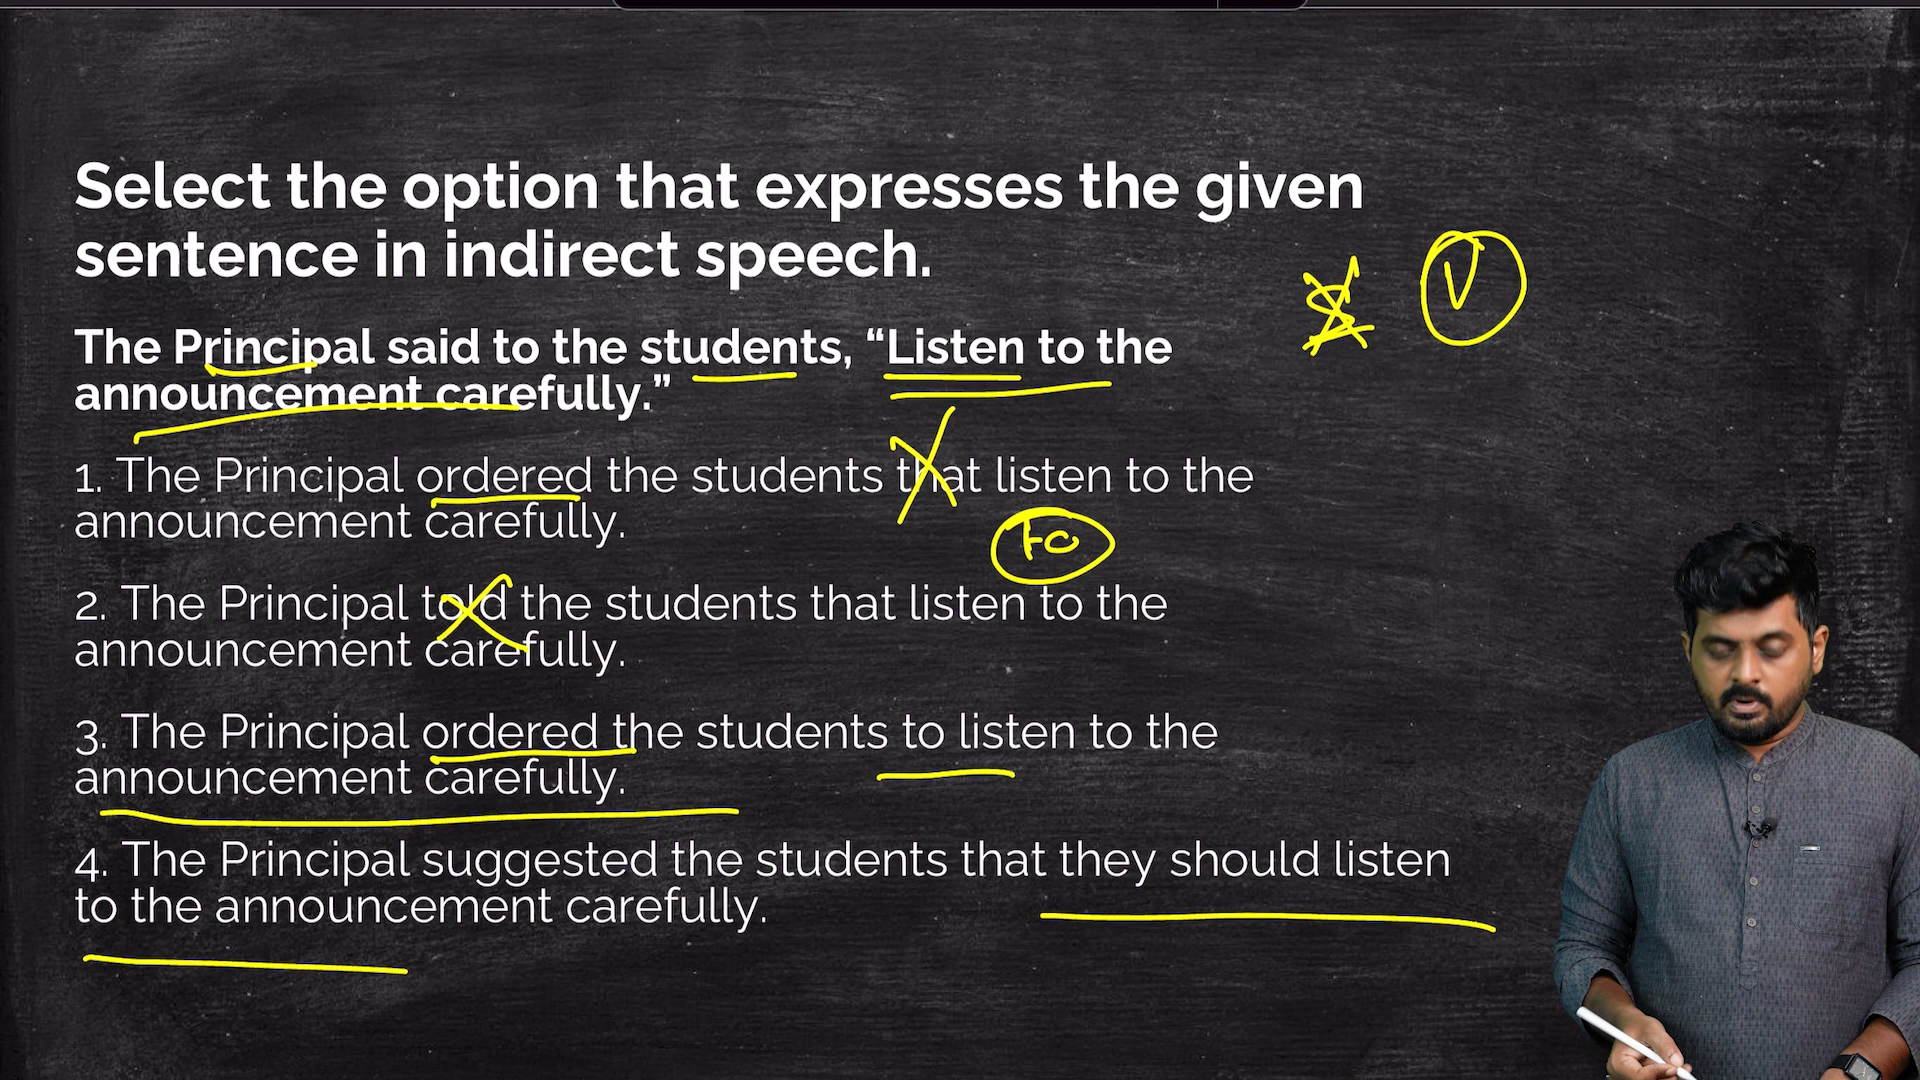 Select the option that expresses the given
sentence in indirect speech.
S V
The Principal said to the students, “Listen to the
announcement carefully.”
1. The Principal ordered the students that listen to the
announcement carefully.
to
2. The Principal told the students that listen to the
announcement carefully.
3. The Principal ordered the students to listen to the
announcement carefully.
4. The Principal suggested the students that they should listen
to the announcement carefully.